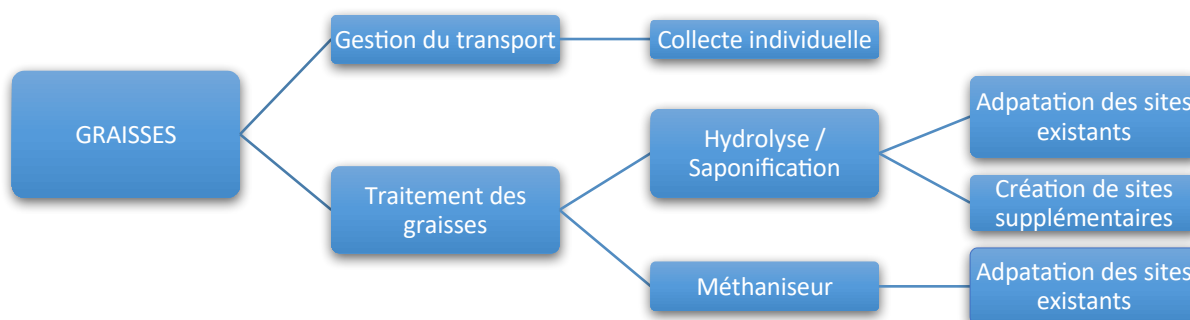 GRAISSES
Gestion du transport
Collecte individuelle
Traitement des
graisses
Hydrolyse /
Saponification
Adpatation des sites
existants
Création de sites
supplémentaires
Méthaniseur
Adpatation des sites
existants